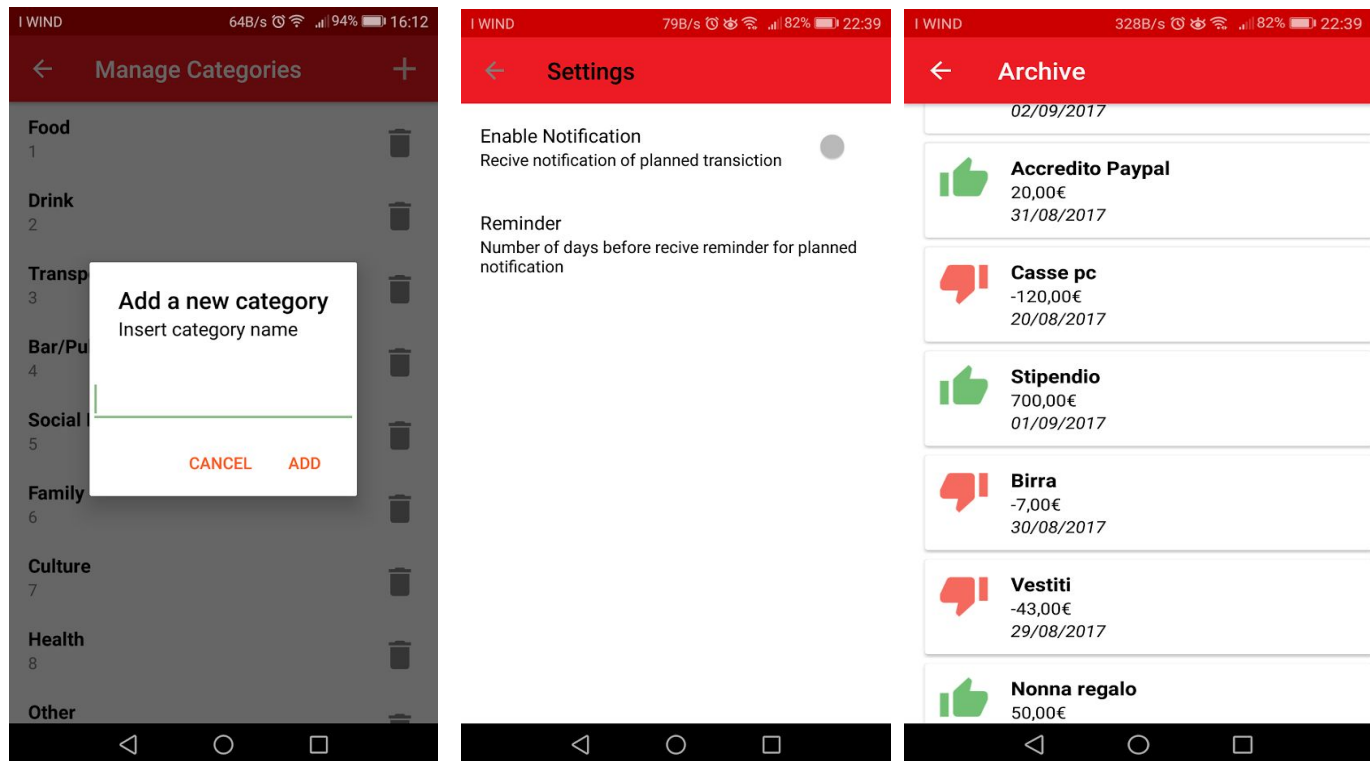 I WIND 64B/s 94% 16:12
Manage Categories
Food
1
Drink
2
Transp
3
Bar/Pu
4
Social
5
Family
6
Culture
7
Health
8
Other
Add a new category
Insert category name
CANCEL ADD
I WIND 79B/s 82% 22:39
Settings
Enable Notification
Recive notification of planned transiction
Reminder
Number of days before recive reminder for planned
notification
I WIND 328B/s 82% 22:39
Archive
02/09/2017
Accredito Paypal
20,00€
31/08/2017
Casse pc
-120,00€
20/08/2017
Stipendio
700,00€
01/09/2017
Birra
-7,00€
30/08/2017
Vestiti
-43,00€
29/08/2017
Nonna regalo
50,00€